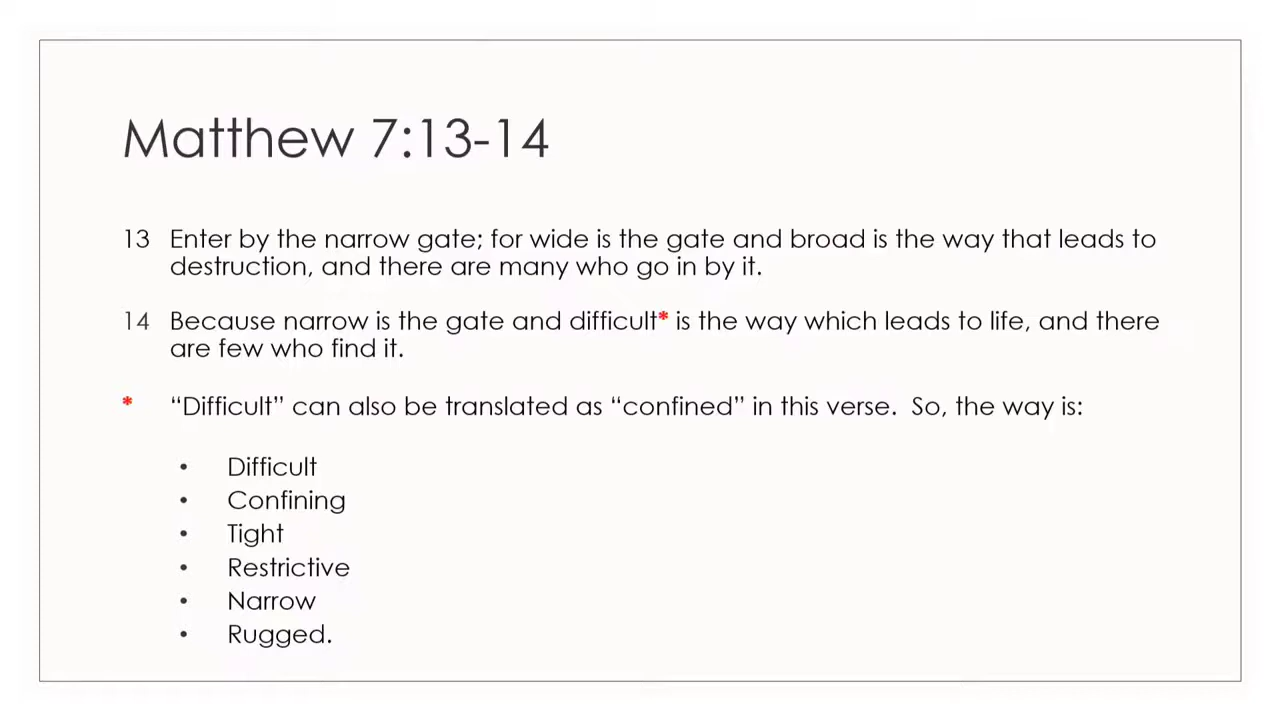 Matthew 7:13-14
13 Enter by the narrow gate; for wide is the gate and broad is the way that leads to
destruction, and there are many who go in by it.
14 Because narrow is the gate and difficult* is the way which leads to life, and there
are few who find it.
* “Difficult” can also be translated as “confined” in this verse.  So, the way is:
• Difficult
• Confining
• Tight
• Restrictive
• Narrow
• Rugged.